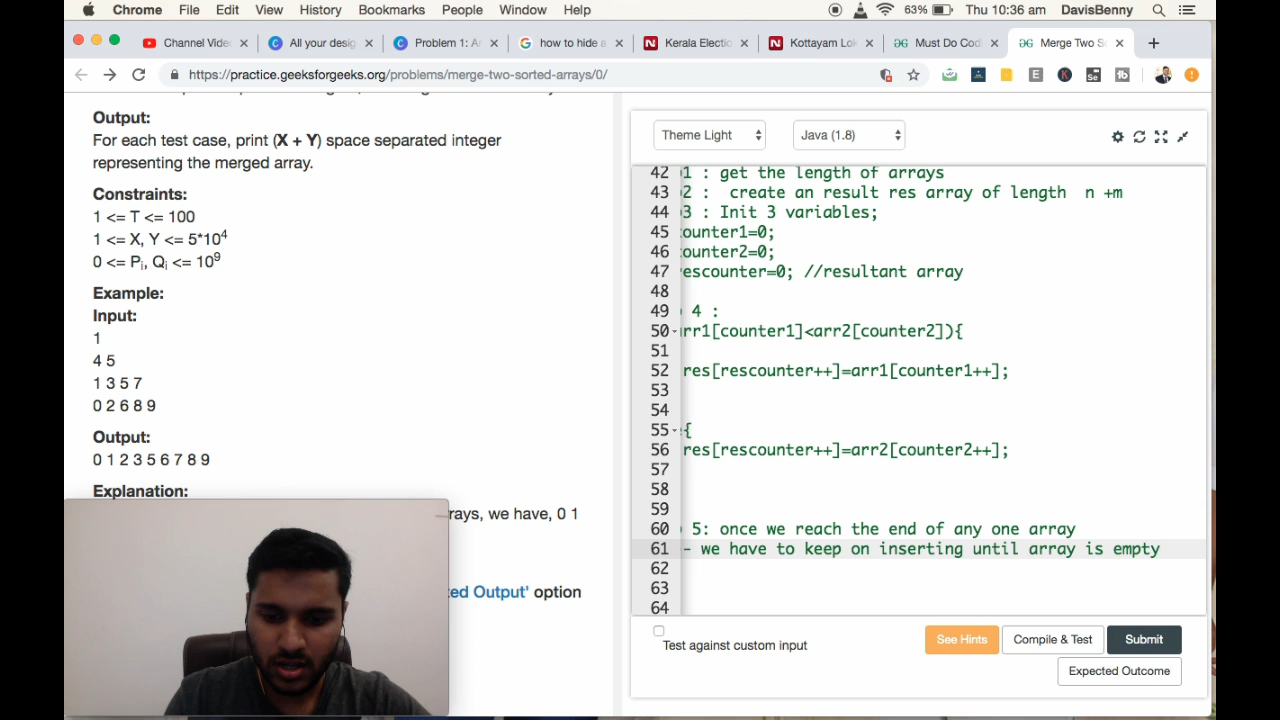 Chrome File Edit View History Bookmarks People Window Help 63% Thu 10:36 am DavisBenny
Channel Video All your desig Problem 1: A how to hide a Kerala Electio Kottayam Lok Must Do Codi Merge Two S
https://practice.geeksforgeeks.org/problems/merge-two-sorted-arrays/0/
Output:
For each test case, print (X + Y) space separated integer
representing the merged array.
Constraints:
1 <= T <= 100
1 <= X, Y <= 5*10⁴
0 <= Pᵢ, Qᵢ <= 10⁹
Example:
Input:
1
4 5
1 3 5 7
0 2 6 8 9
Output:
0 1 2 3 5 6 7 8 9
Explanation:
rays, we have, 0 1
ed Output' option
Theme Light Java (1.8)
42 1 : get the length of arrays
43 2 : create an result res array of length n +m
44 3 : Init 3 variables;
45 ounter1=0;
46 ounter2=0;
47 escounter=0; //resultant array
48
49 4 :
50 rr1[counter1]<arr2[counter2]){
51
52 res[rescounter++]=arr1[counter1++];
53
54
55 {
56 res[rescounter++]=arr2[counter2++];
57
58
59
60 5: once we reach the end of any one array
61 - we have to keep on inserting until array is empty
62
63
64
Test against custom input
See Hints Compile & Test Submit
Expected Outcome